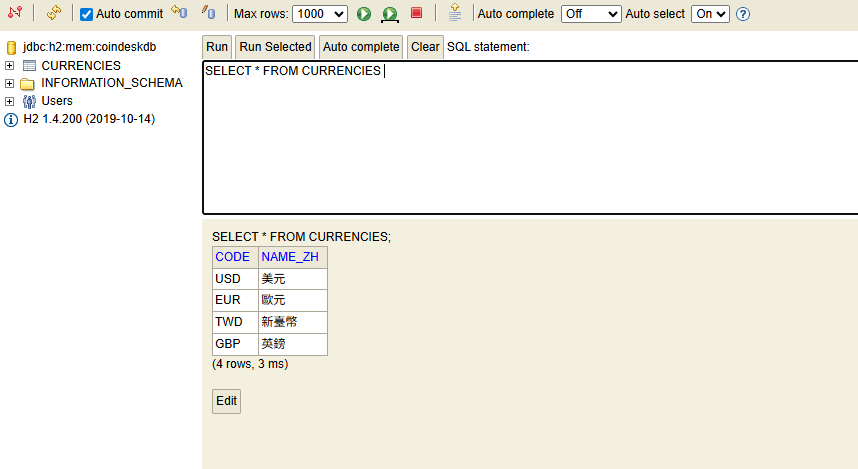 Auto commit Max rows: 1000 Auto complete Off Auto select On ?
jdbc:h2:mem:coindeskdb
CURRENCIES
INFORMATION_SCHEMA
Users
H2 1.4.200 (2019-10-14)
Run Run Selected Auto complete Clear SQL statement:
SELECT * FROM CURRENCIES
SELECT * FROM CURRENCIES;
CODE NAME_ZH
USD 美元
EUR 歐元
TWD 新臺幣
GBP 英鎊
(4 rows, 3 ms)
Edit